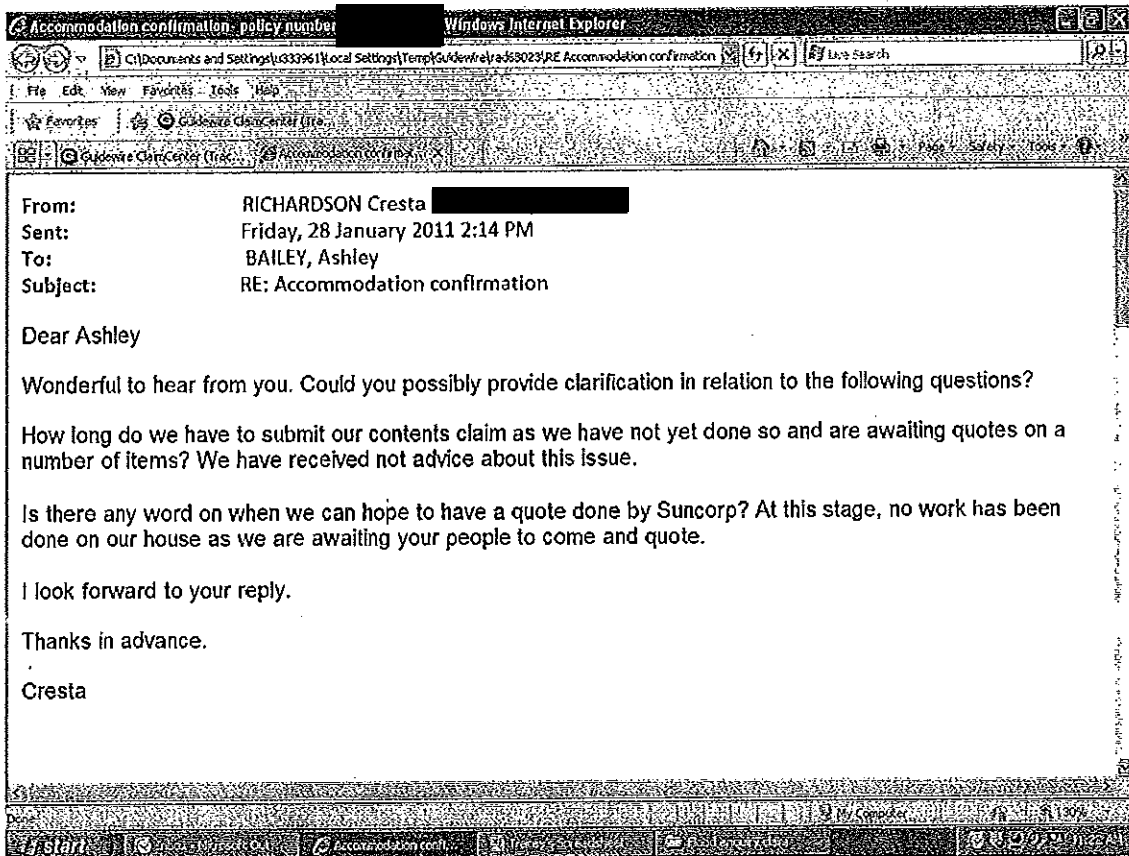 Accommodation confirmation- policy number Windows Internet Explorer
Live Search
File Edit View Favorites Tools Help
Favorites Guidewire ClaimCenter
Guidewire ClaimCenter (Trac... Page Safety Tools
From: RICHARDSON Cresta
Sent: Friday, 28 January 2011 2:14 PM
To: BAILEY, Ashley
Subject: RE: Accommodation confirmation
Dear Ashley
Wonderful to hear from you. Could you possibly provide clarification in relation to the following questions?
How long do we have to submit our contents claim as we have not yet done so and are awaiting quotes on a
number of items? We have received not advice about this issue.
Is there any word on when we can hope to have a quote done by Suncorp? At this stage, no work has been
done on our house as we are awaiting your people to come and quote.
I look forward to your reply.
Thanks in advance.
Cresta
My Computer
start Accommodation confi...